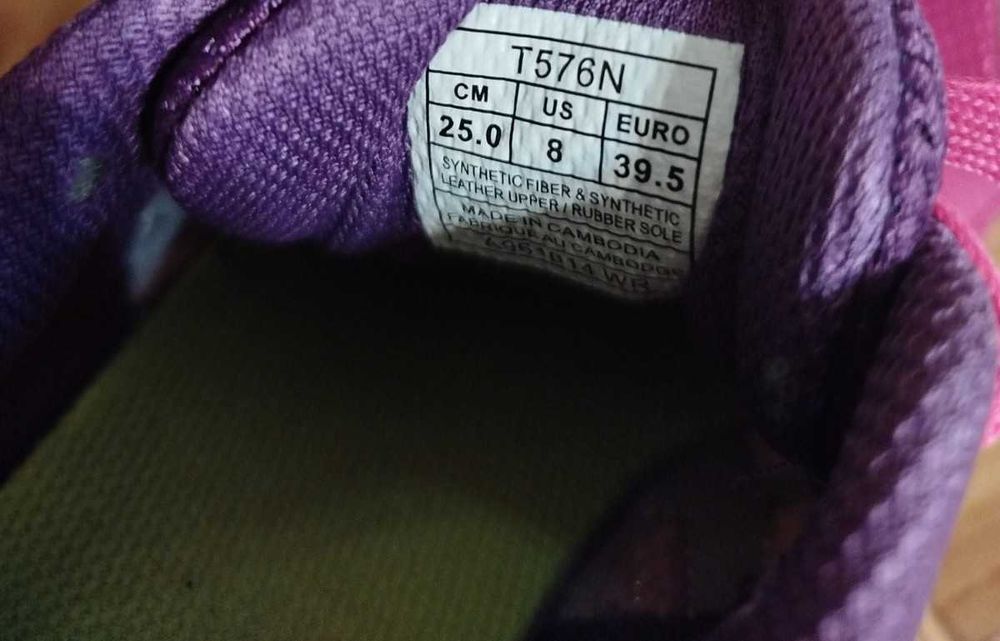 T576N
CM US EURO
25.0 8 39.5
SYNTHETIC FIBER & SYNTHETIC
LEATHER UPPER / RUBBER SOLE
MADE IN CAMBODIA
FABRIQUE AU CAMBODGE